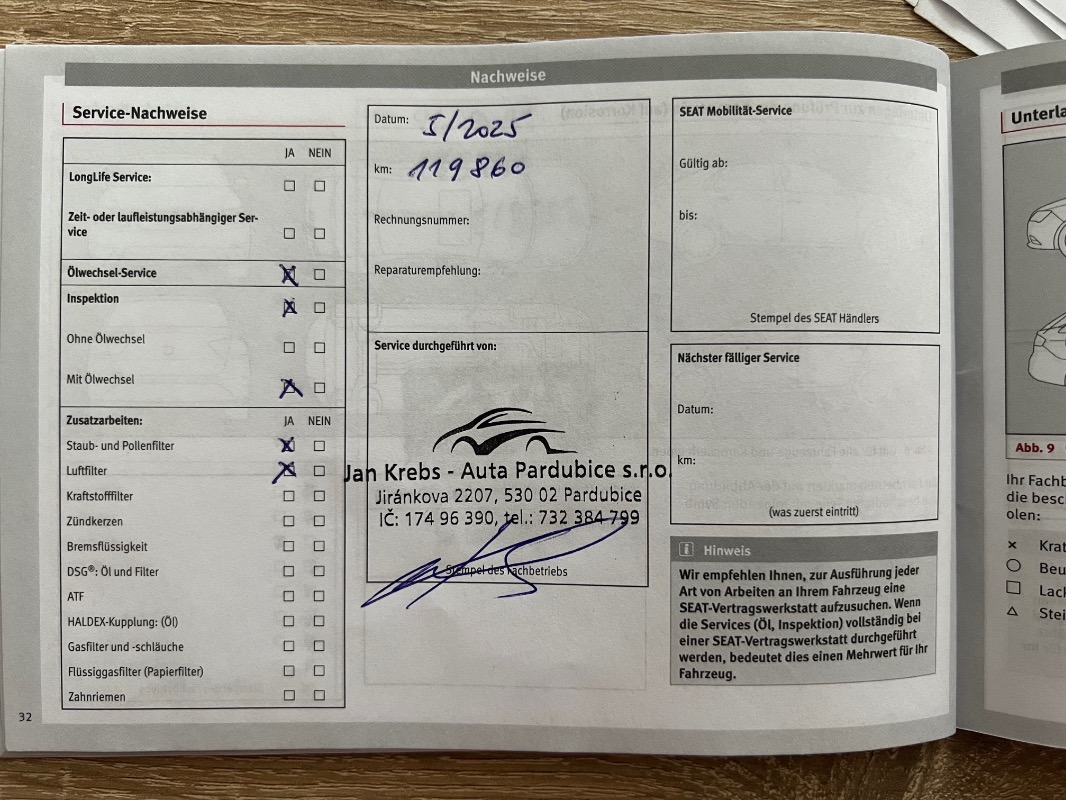 Nachweise
Service-Nachweise
JA NEIN
LongLife Service:
Zeit- oder laufleistungsabhängiger Ser-
vice
Ölwechsel-Service
Inspektion
Ohne Ölwechsel
Mit Ölwechsel
Zusatzarbeiten: JA NEIN
Staub- und Pollenfilter
Luftfilter
Kraftstofffilter
Zündkerzen
Bremsflüssigkeit
DSG®: Öl und Filter
ATF
HALDEX-Kupplung: (Öl)
Gasfilter und -schläuche
Flüssiggasfilter (Papierfilter)
Zahnriemen
32
Datum: 5/2025
km: 119860
Rechnungsnummer:
Reparaturempfehlung:
Service durchgeführt von:
Jan Krebs - Auta Pardubice s.r.o.
Jiránkova 2207, 530 02 Pardubice
IČ: 174 96 390, tel.: 732 384 799
Stempel des Fachbetriebs
SEAT Mobilität-Service
Gültig ab:
bis:
Stempel des SEAT Händlers
Nächster fälliger Service
Datum:
km:
(was zuerst eintritt)
i Hinweis
Wir empfehlen Ihnen, zur Ausführung jeder
Art von Arbeiten an Ihrem Fahrzeug eine
SEAT-Vertragswerkstatt aufzusuchen. Wenn
die Services (Öl, Inspektion) vollständig bei
einer SEAT-Vertragswerkstatt durchgeführt
werden, bedeutet dies einen Mehrwert für Ihr
Fahrzeug.
Unterla
Abb. 9
Ihr Fachb
die besc
olen:
Krat
Beu
Lack
Stei